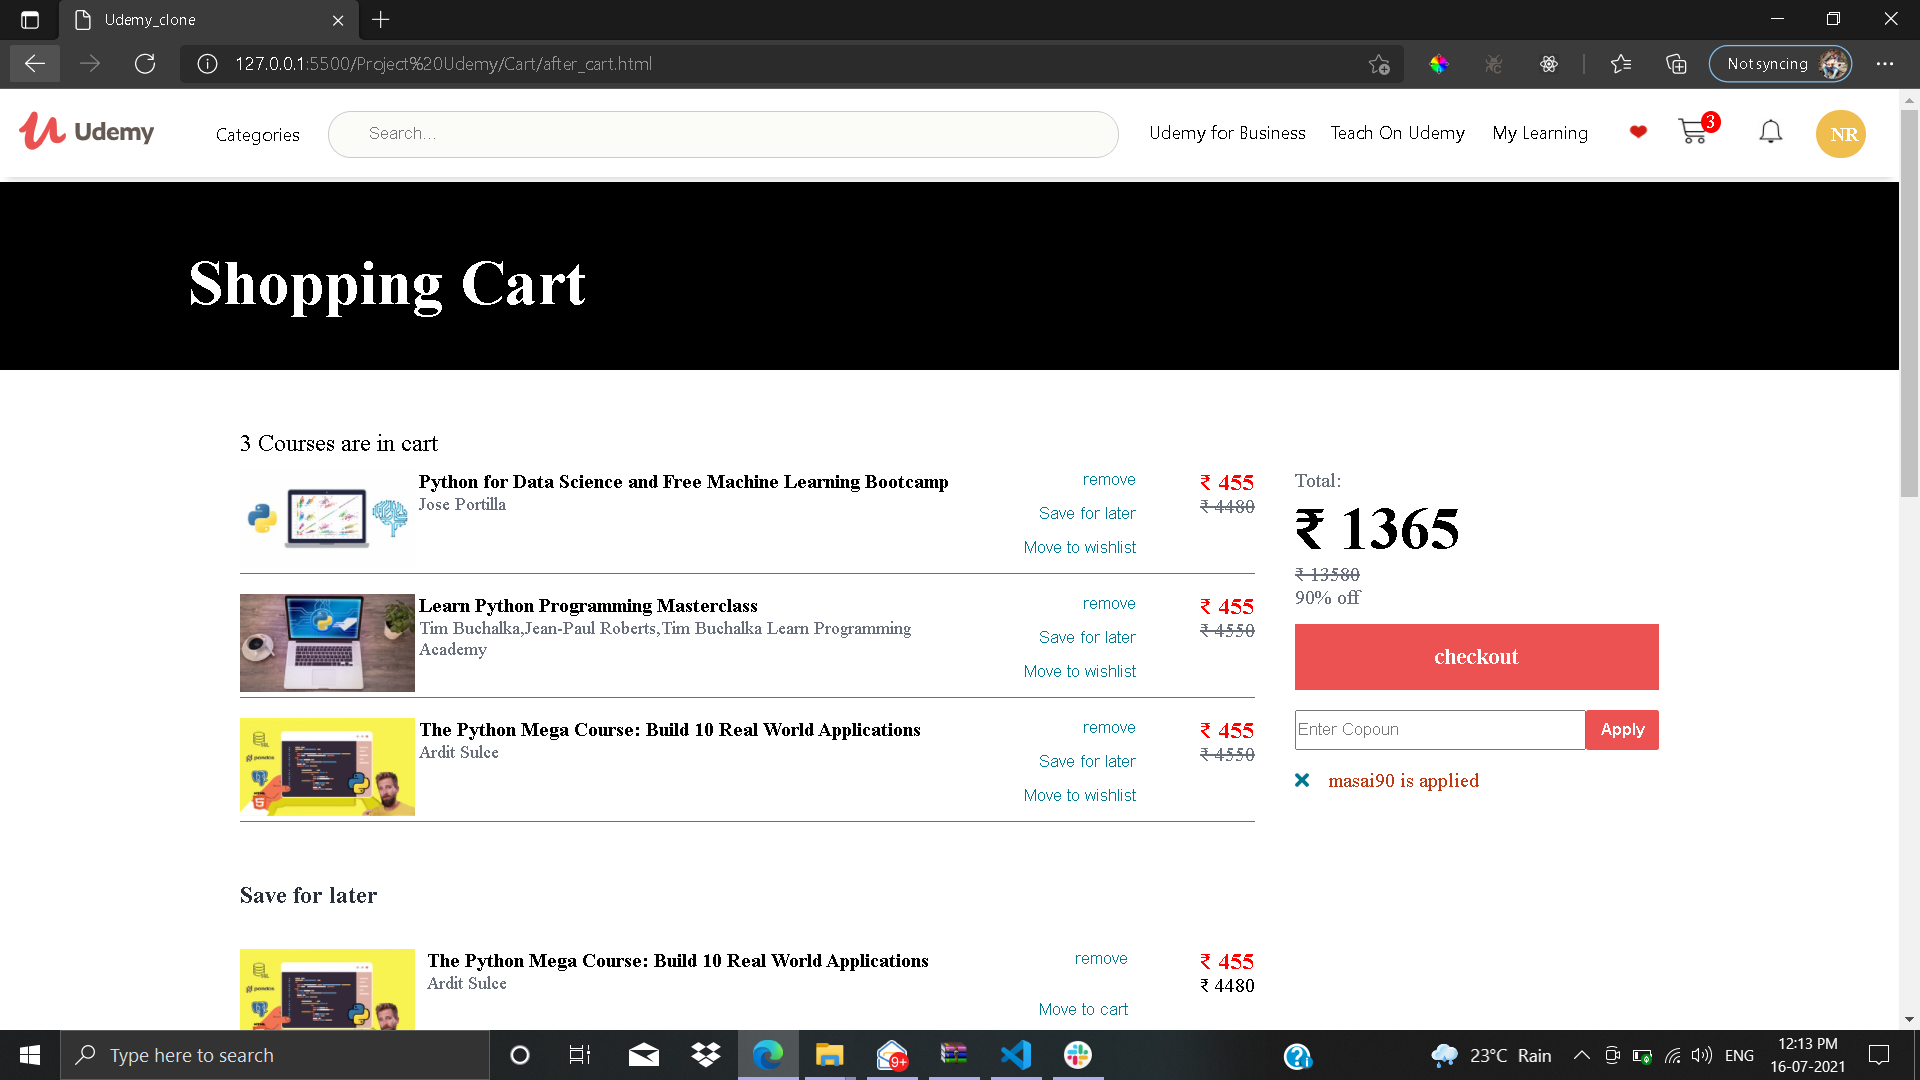 Udemy_clone
127.0.0.1:5500/Project%20Udemy/Cart/after_cart.html
Not syncing
Udemy
Categories
Search...
Udemy for Business
Teach On Udemy
My Learning
3
NR
Shopping Cart
3 Courses are in cart
Python for Data Science and Free Machine Learning Bootcamp
Jose Portilla
remove
Save for later
Move to wishlist
₹ 455
₹ 4480
Learn Python Programming Masterclass
Tim Buchalka,Jean-Paul Roberts,Tim Buchalka Learn Programming
Academy
remove
Save for later
Move to wishlist
₹ 455
₹ 4550
The Python Mega Course: Build 10 Real World Applications
Ardit Sulce
remove
Save for later
Move to wishlist
₹ 455
₹ 4550
Total:
₹ 1365
₹ 13580
90% off
checkout
Enter Copoun
Apply
masai90 is applied
Save for later
The Python Mega Course: Build 10 Real World Applications
Ardit Sulce
remove
Move to cart
₹ 455
₹ 4480
Type here to search
9+
23°C Rain
ENG
12:13 PM
16-07-2021